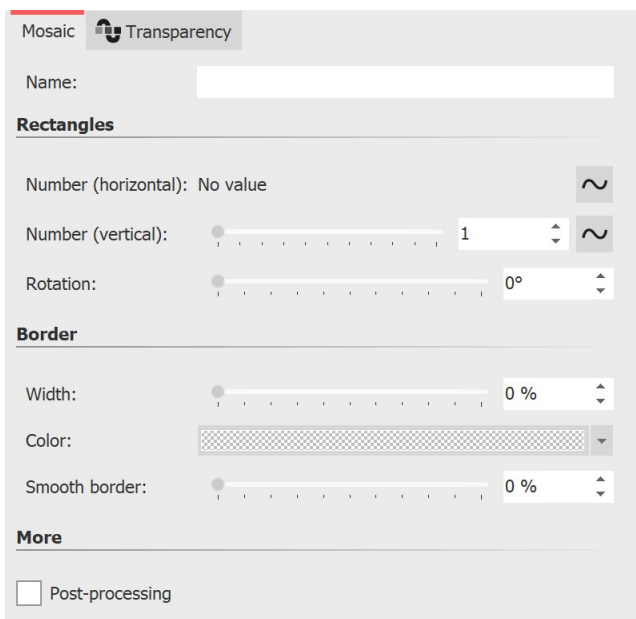 Mosaic Transparency
Name:
Rectangles
Number (horizontal): No value
Number (vertical): 1
Rotation: 0°
Border
Width: 0 %
Color:
Smooth border: 0 %
More
Post-processing